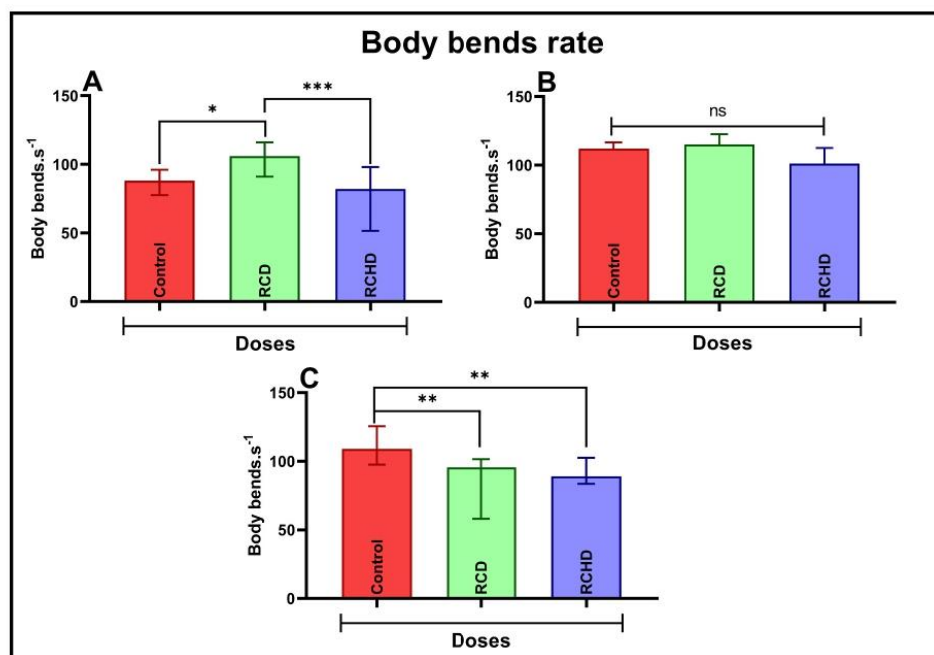 Body bends rate
A
150
100
50
0
Body bends.s⁻¹
*
***
Control
RCD
RCHD
Doses
B
150
100
50
0
Body bends.s⁻¹
ns
Control
RCD
RCHD
Doses
C
150
100
50
0
Body bends.s⁻¹
**
**
Control
RCD
RCHD
Doses